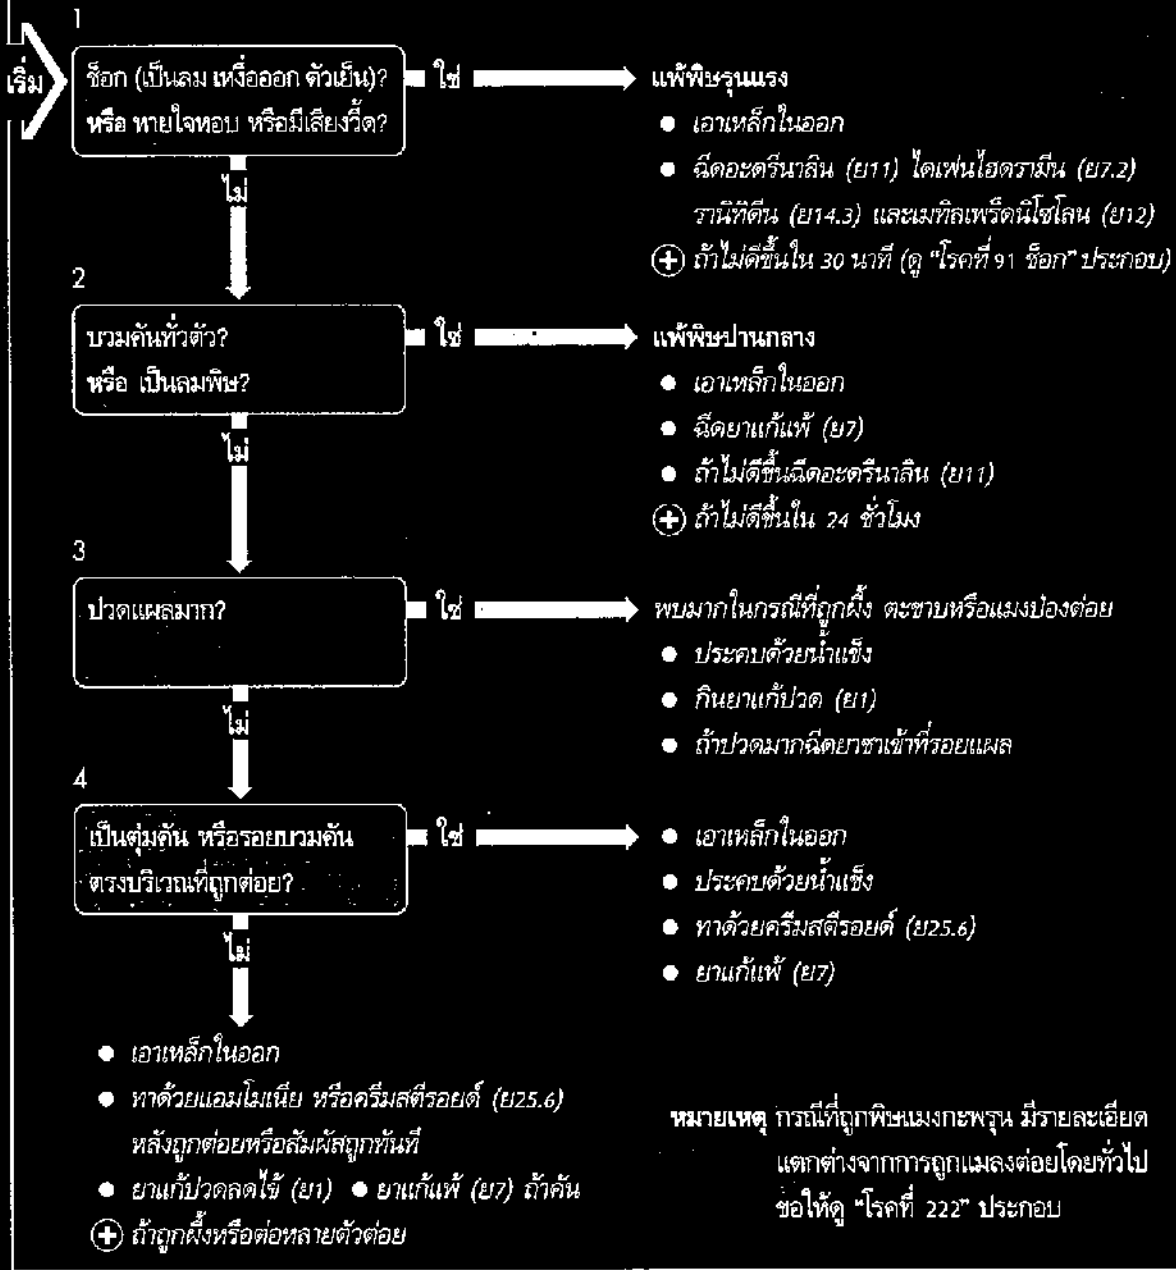 เริ่ม
1
ช็อก (เป็นลม เหงื่อออก ตัวเย็น)?
หรือ หายใจหอบ หรือมีเสียงวี้ด?
ใช่
แพ้พิษรุนแรง
● เอาเหล็กในออก
● ฉีดอะดรีนาลิน (ย11) ไดเฟนไฮดรามีน (ย7.2)
รานิทิดีน (ย14.3) และเมทิลเพร็ดนิโซโลน (ย12)
⊕ ถ้าไม่ดีขึ้นใน 30 นาที (ดู "โรคที่ 91 ช็อก" ประกอบ)
ไม่
2
บวมคันทั่วตัว?
หรือ เป็นลมพิษ?
ใช่
แพ้พิษปานกลาง
● เอาเหล็กในออก
● ฉีดยาแก้แพ้ (ย7)
● ถ้าไม่ดีขึ้นฉีดอะดรีนาลิน (ย11)
⊕ ถ้าไม่ดีขึ้นใน 24 ชั่วโมง
ไม่
3
ปวดแผลมาก?
ใช่
พบมากในกรณีที่ถูกผึ้ง ตะขาบหรือแมงป่องต่อย
● ประคบด้วยน้ำแข็ง
● กินยาแก้ปวด (ย1)
● ถ้าปวดมากฉีดยาชาเข้าที่รอยแผล
ไม่
4
เป็นตุ่มคัน หรือรอยบวมคัน
ตรงบริเวณที่ถูกต่อย?
ใช่
● เอาเหล็กในออก
● ประคบด้วยน้ำแข็ง
● ทาด้วยครีมสตีรอยด์ (ย25.6)
● ยาแก้แพ้ (ย7)
ไม่
● เอาเหล็กในออก
● ทาด้วยแอมโมเนีย หรือครีมสตีรอยด์ (ย25.6)
หลังถูกต่อยหรือสัมผัสถูกทันที
● ยาแก้ปวดลดไข้ (ย1) ● ยาแก้แพ้ (ย7) ถ้าคัน
⊕ ถ้าถูกผึ้งหรือต่อหลายตัวต่อย
หมายเหตุ กรณีที่ถูกพิษแมงกะพรุน มีรายละเอียด
แตกต่างจากการถูกแมลงต่อยโดยทั่วไป
ขอให้ดู "โรคที่ 222" ประกอบ